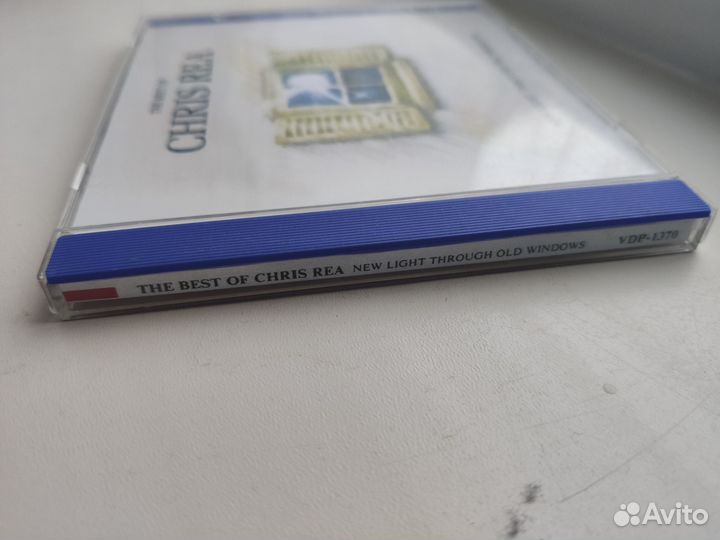 THE BEST OF
CHRIS REA
THE BEST OF CHRIS REA NEW LIGHT THROUGH OLD WINDOWS VDP-1370
Avito